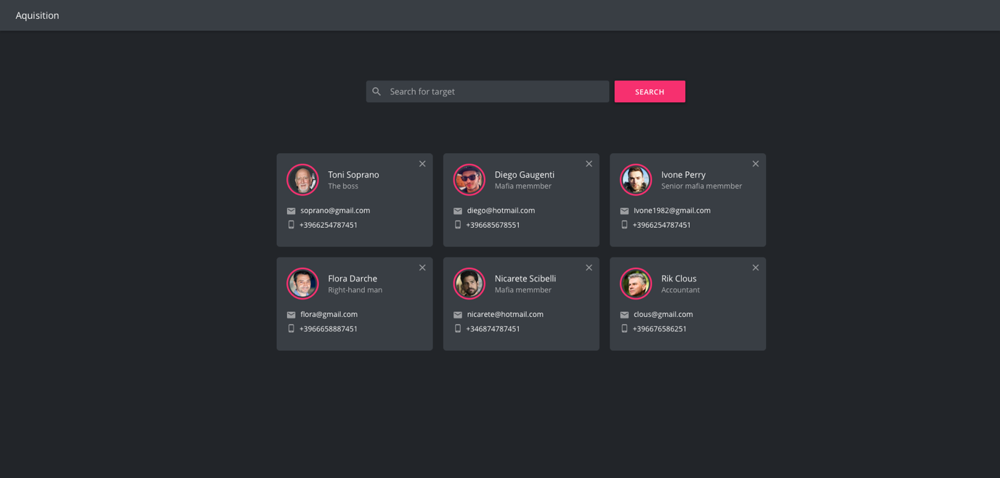 Aquisition
Search for target
SEARCH
Toni Soprano
The boss
soprano@gmail.com
+3966254787451
Diego Gaugenti
Mafia memmber
diego@hotmail.com
+396685678551
Ivone Perry
Senior mafia memmber
Ivone1982@gmail.com
+3966254787451
Flora Darche
Right-hand man
flora@gmail.com
+3966658887451
Nicarete Scibelli
Mafia memmber
nicarete@hotmail.com
+346874787451
Rik Clous
Accountant
clous@gmail.com
+396676586251